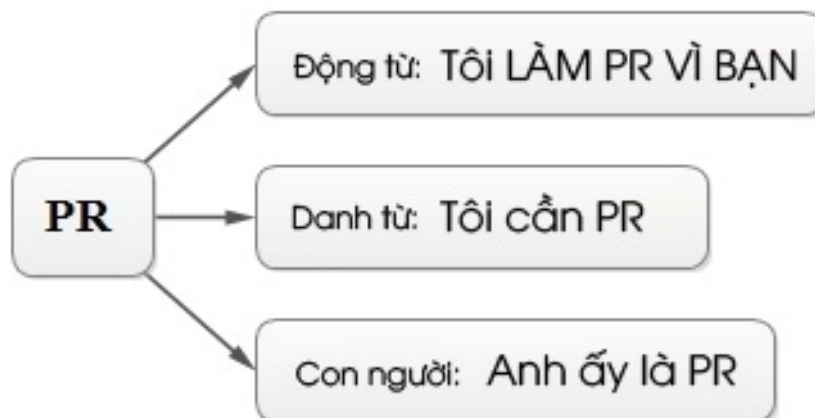 Động từ: Tôi LÀM PR VÌ BẠN
PR
Danh từ: Tôi cần PR
Con người: Anh ấy là PR